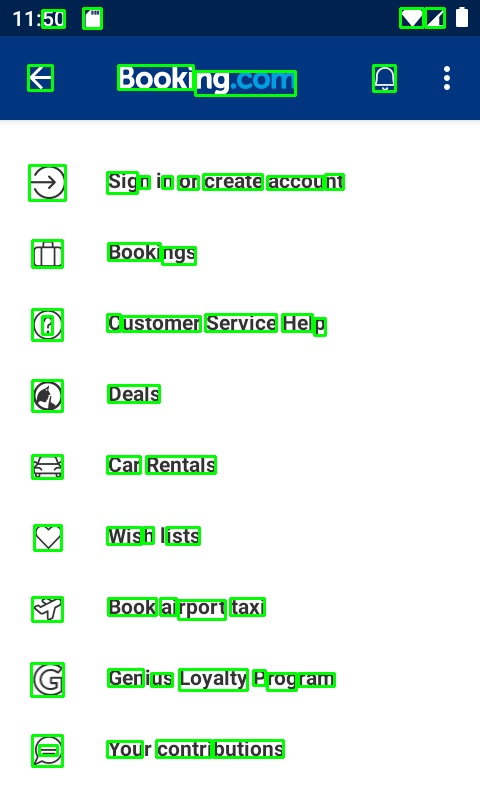 11:50
Booking.com
Sign in or create account
Bookings
Customer Service Help
Deals
Car Rentals
Wish lists
Book airport taxi
Genius Loyalty Program
Your contributions